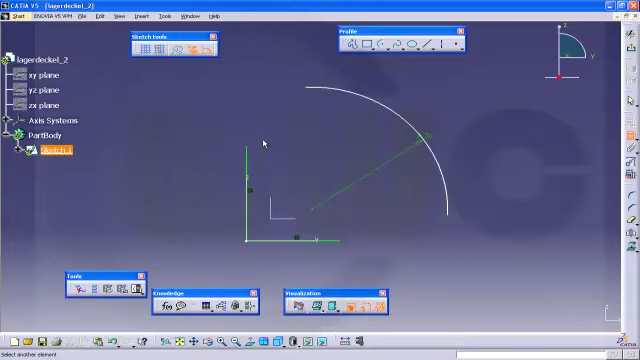 CATIA V5 - [lagerdeckel_2]
Start ENOVIA V5 VPM File Edit View Insert Tools Window Help
Sketch tools
Profile
lagerdeckel_2
xy plane
yz plane
zx plane
Axis Systems
PartBody
Sketch.1
Z
Y
X
Y
Tools
Knowledge
Visualization
f(x)
CATIA
Select another element